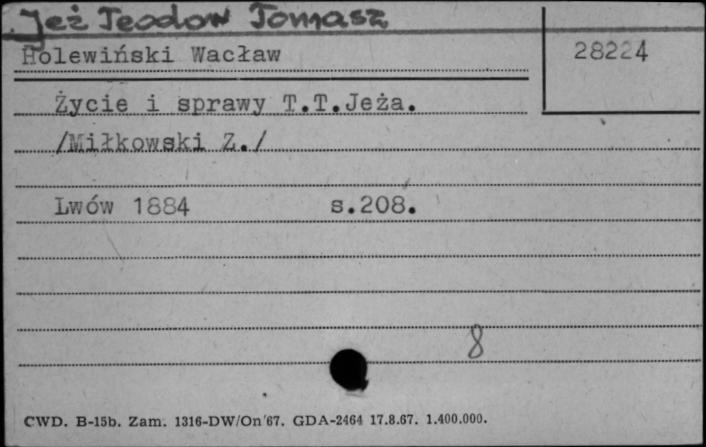 Jeż Teodor Tomasz
Holewiński Wacław
28224
Życie i sprawy T.T.Jeża.
/Miłkowski Z./
Lwów 1884 s.208.
8
CWD. B-15b. Zam. 1316-DW/On'67. GDA-2464 17.8.67. 1.400.000.